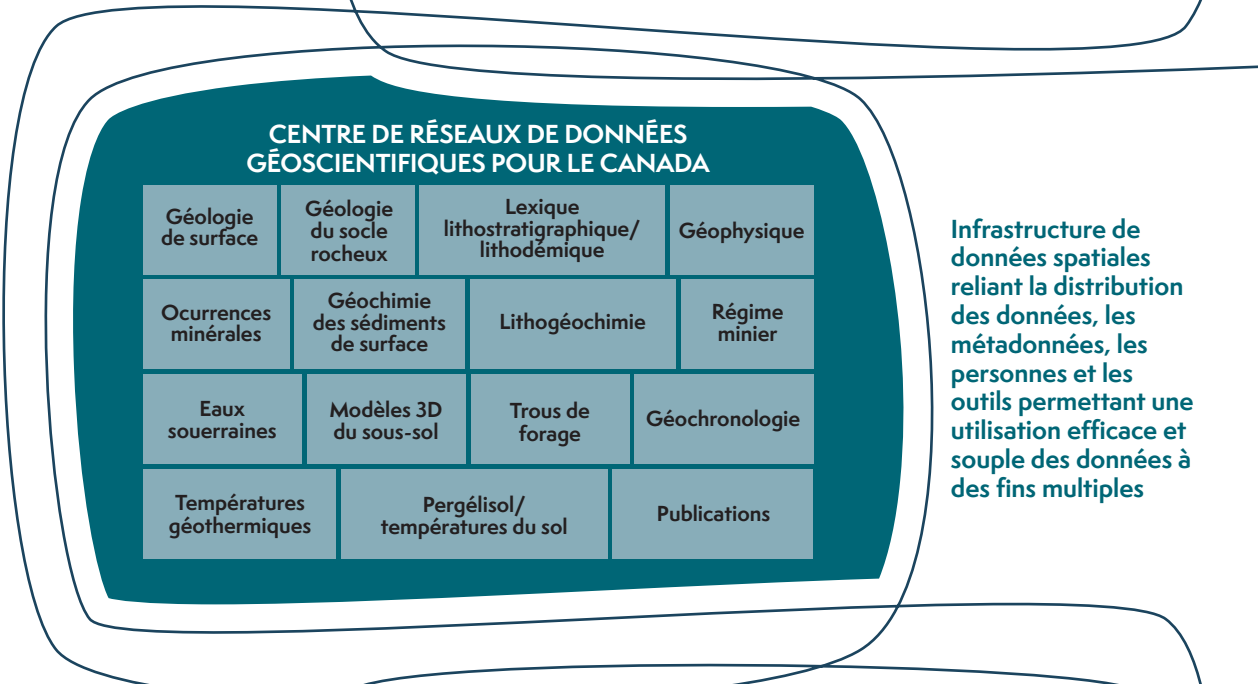 CENTRE DE RÉSEAUX DE DONNÉES
GÉOSCIENTIFIQUES POUR LE CANADA
Géologie
de surface
Géologie
du socle
rocheux
Lexique
lithostratigraphique/
lithodémique
Géophysique
Ocurrences
minérales
Géochimie
des sédiments
de surface
Lithogéochimie
Régime
minier
Eaux
souerraines
Modèles 3D
du sous-sol
Trous de
forage
Géochronologie
Températures
géothermiques
Pergélisol/
températures du sol
Publications
Infrastructure de
données spatiales
reliant la distribution
des données, les
métadonnées, les
personnes et les
outils permettant une
utilisation efficace et
souple des données à
des fins multiples